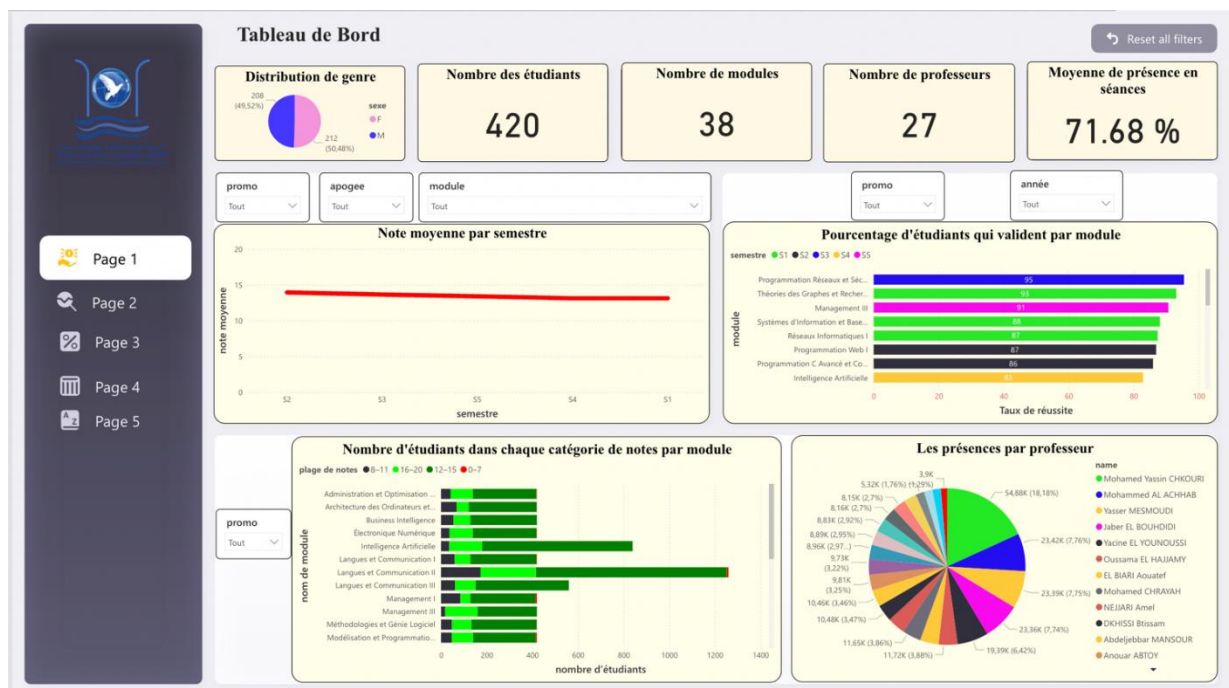 Tableau de Bord
Reset all filters
Distribution de genre
208
(49,52%)
sexe
F
M
212
(50,48%)
Nombre des étudiants
420
Nombre de modules
38
Nombre de professeurs
27
Moyenne de présence en
séances
71.68 %
Page 1
Page 2
Page 3
Page 4
Page 5
promo
Tout
apogee
Tout
module
Tout
promo
Tout
année
Tout
Note moyenne par semestre
note moyenne
20
15
10
5
0
S2 S3 S5 S4 S1
semestre
Pourcentage d'étudiants qui valident par module
semestre S1 S2 S3 S4 S5
module
Programmation Réseaux et Séc... 95
Théories des Graphes et Recher... 93
Management III 91
Systèmes d'Information et Base... 88
Réseaux Informatiques I 87
Programmation Web I 87
Programmation C Avancé et Co... 86
Intelligence Artificielle
0 20 40 60 80 100
Taux de réussite
promo
Tout
Nombre d'étudiants dans chaque catégorie de notes par module
plage de notes 8–11 16–20 12–15 0–7
nom de module
Administration et Optimisation ...
Architecture des Ordinateurs et...
Business Intelligence
Électronique Numérique
Intelligence Artificielle
Langues et Communication I
Langues et Communication II
Langues et Communication III
Management I
Management III
Méthodologies et Génie Logiciel
Modélisation et Programmatio...
0 200 400 600 800 1000 1200 1400
nombre d'étudiants
Les présences par professeur
3,9K
(1,29%)
5,32K (1,76%)
8,15K (2,7%)
8,16K (2,7%)
8,83K (2,92%)
8,89K (2,95%)
8,96K (2,97...)
9,73K
(3,22%)
9,81K
(3,25%)
10,46K (3,46%)
10,48K (3,47%)
11,65K (3,86%)
11,72K (3,88%)
54,88K (18,18%)
23,42K (7,76%)
23,39K (7,75%)
23,36K (7,74%)
19,39K (6,42%)
name
Mohamed Yassin CHKOURI
Mohammed AL ACHHAB
Yasser MESMOUDI
Jaber EL BOUHDIDI
Yacine EL YOUNOUSSI
Oussama EL HAJJAMY
EL BIARI Aouatef
Mohamed CHRAYAH
NEJJARI Amel
DKHISSI Btissam
Abdeljebbar MANSOUR
Anouar ABTOY